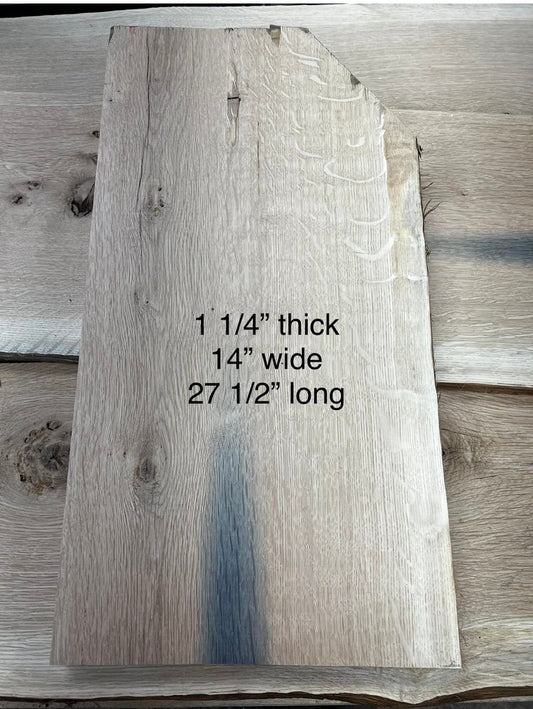 1 1/4” thick
14” wide
27 1/2” long